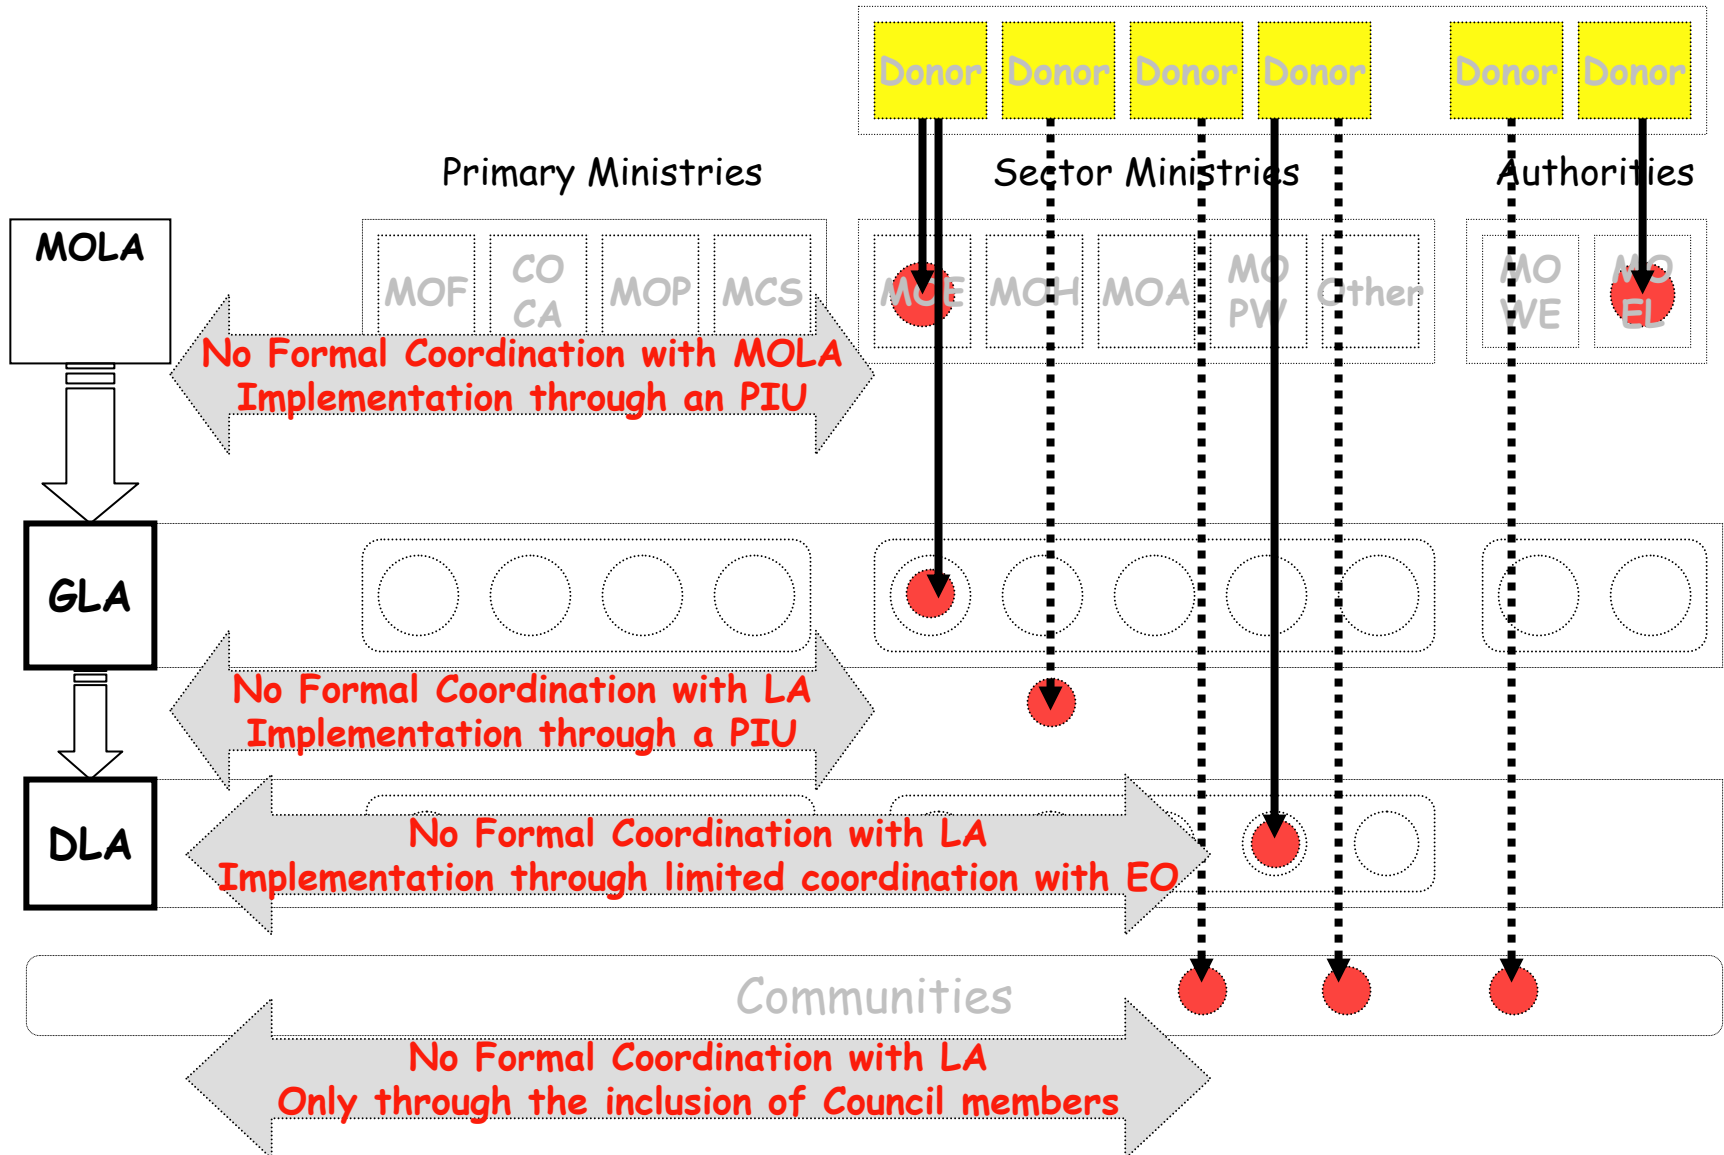 Donor Donor Donor Donor Donor Donor
Primary Ministries Sector Ministries Authorities
MOLA
MOF
CO
CA
MOP
MCS
MOE
MOH
MOA
MO
PW
Other
MO
WE
MO
EL
No Formal Coordination with MOLA
Implementation through an PIU
GLA
No Formal Coordination with LA
Implementation through a PIU
DLA
No Formal Coordination with LA
Implementation through limited coordination with EO
Communities
No Formal Coordination with LA
Only through the inclusion of Council members